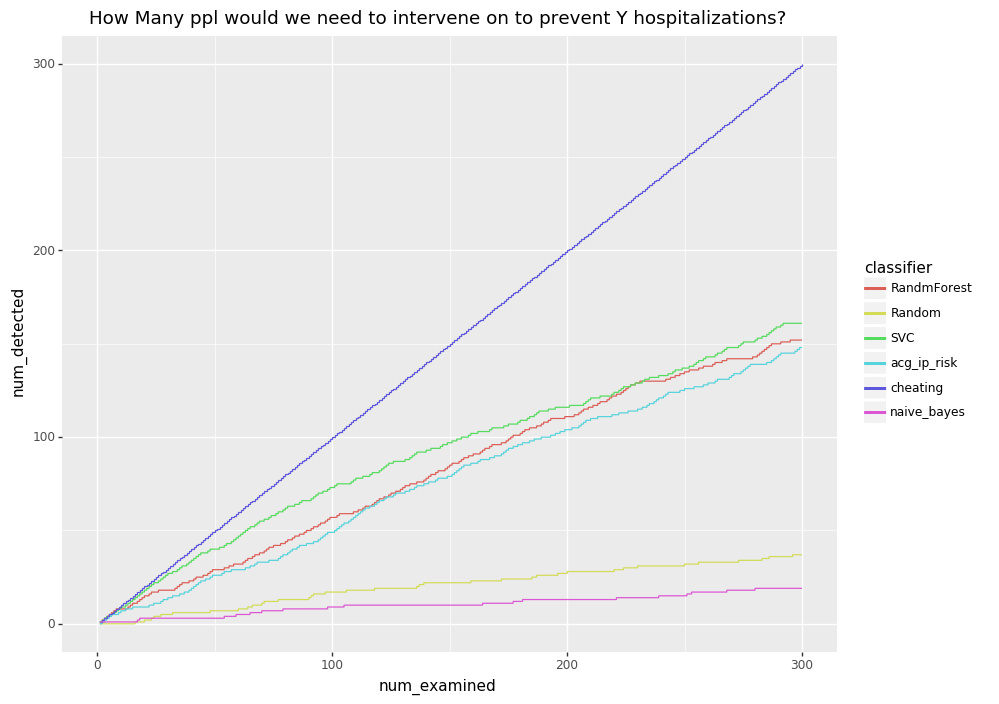 How Many ppl would we need to intervene on to prevent Y hospitalizations?
300
200
100
0
num_detected
0 100 200 300
num_examined
classifier
RandmForest
Random
SVC
acg_ip_risk
cheating
naive_bayes